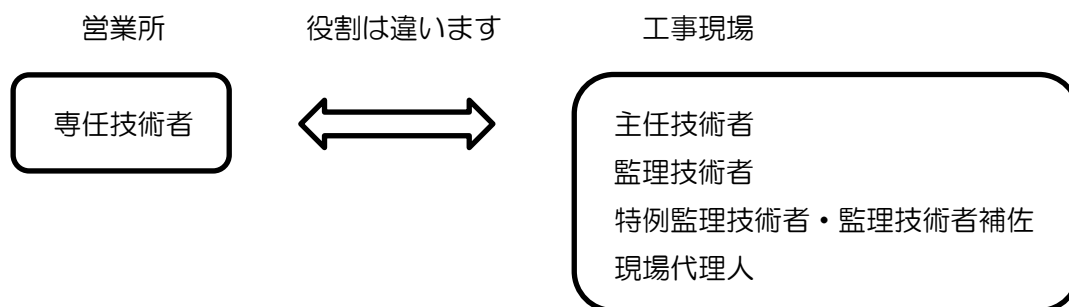 営業所 役割は違います 工事現場
専任技術者
主任技術者
監理技術者
特例監理技術者・監理技術者補佐
現場代理人